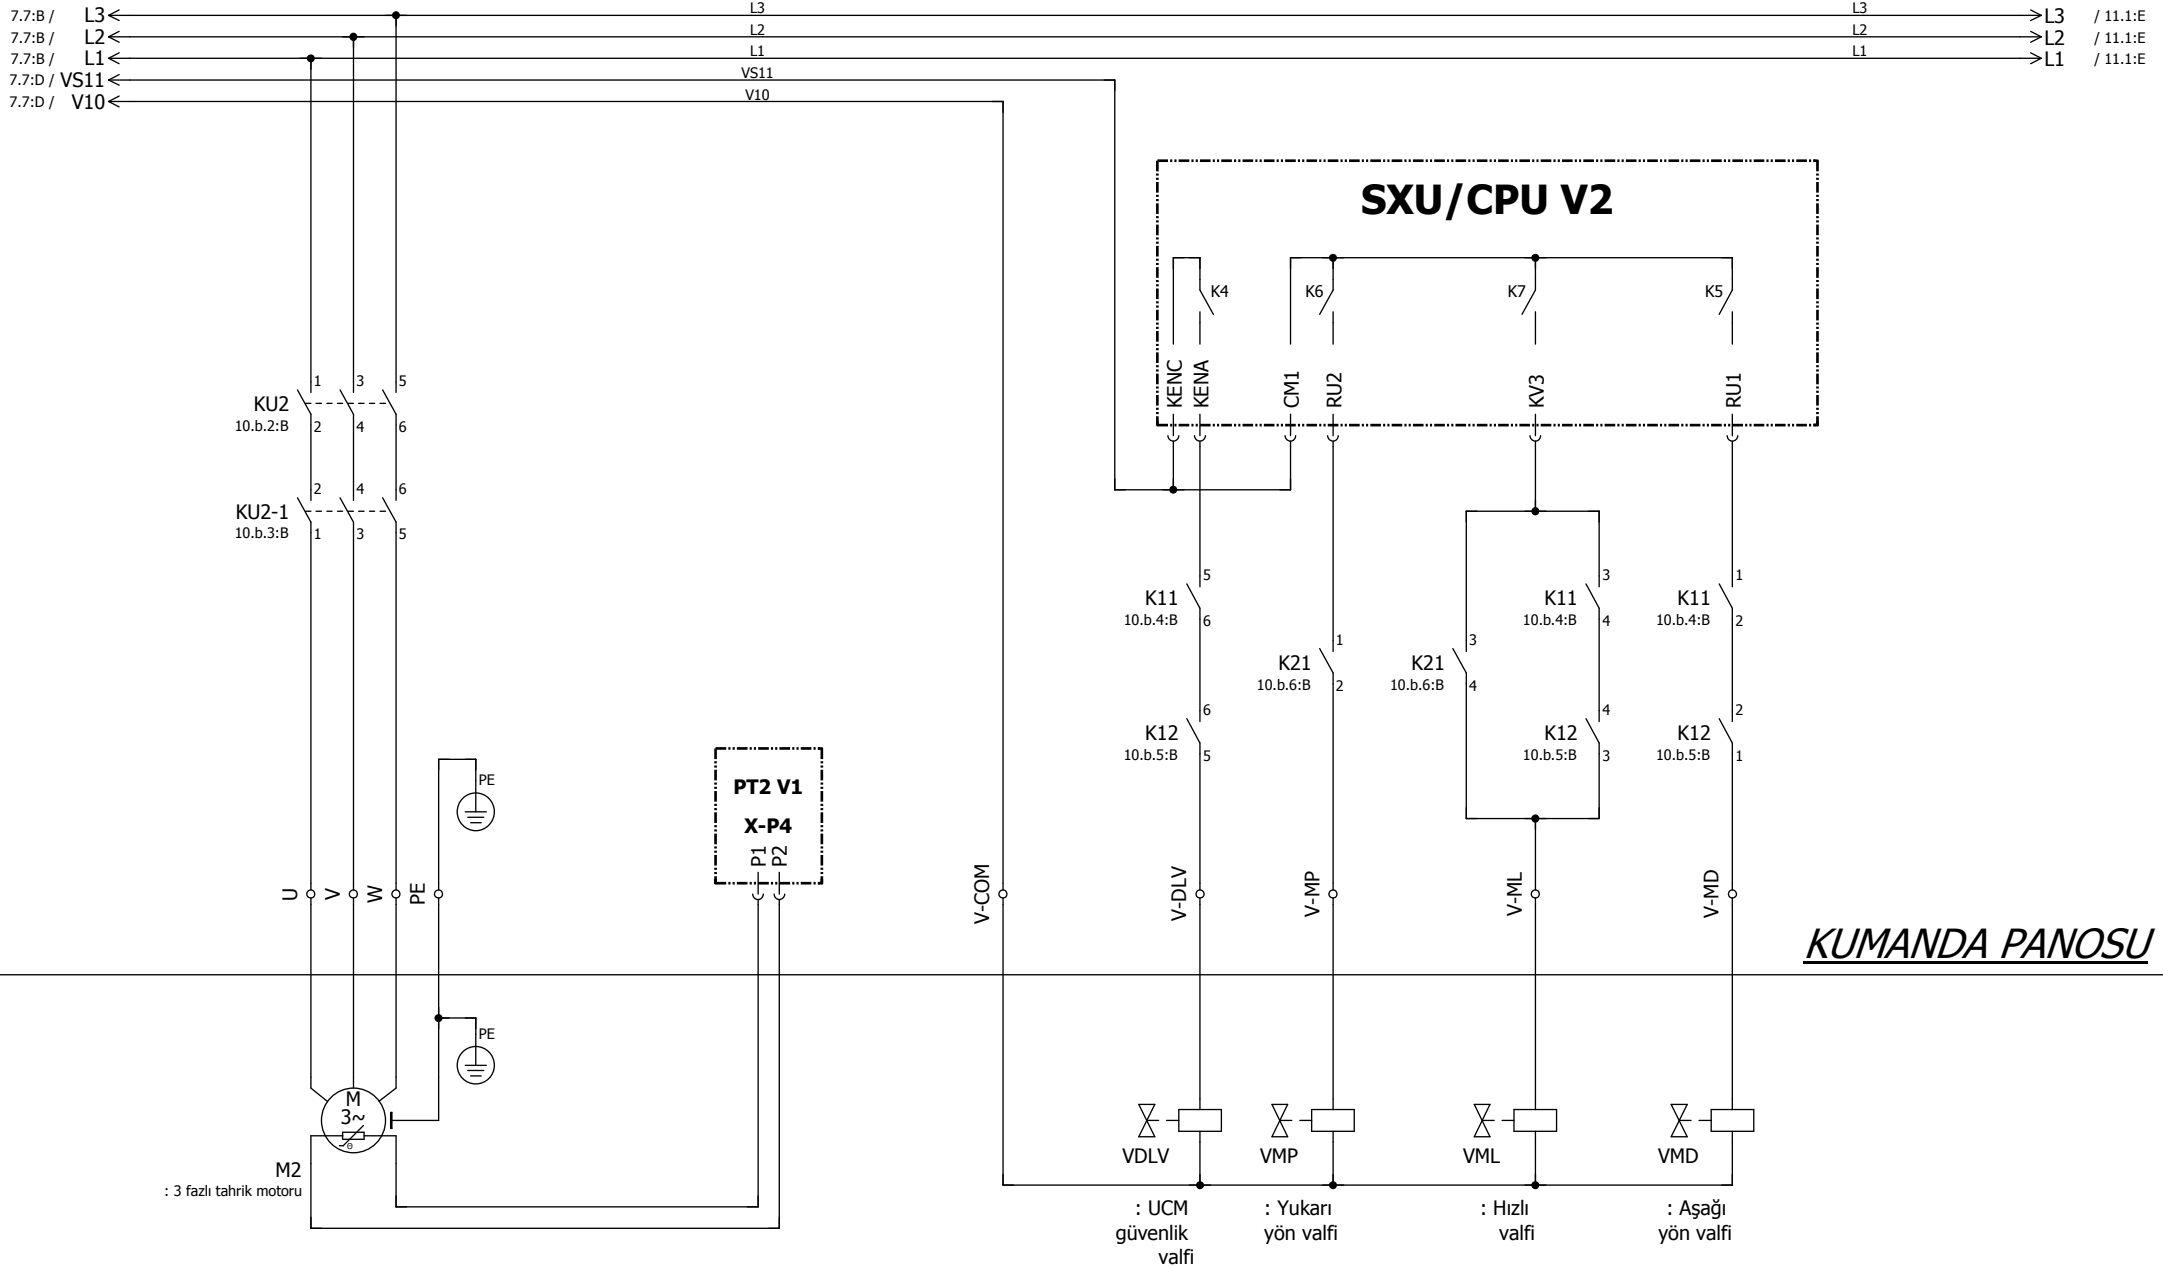 7.7:B / L3 L3 L3 L3 / 11.1:E
7.7:B / L2 L2 L2 L2 / 11.1:E
7.7:B / L1 L1 L1 L1 / 11.1:E
7.7:D / VS11 VS11
7.7:D / V10 V10
SXU/CPU V2
K4 K6 K7 K5
KENC KENA CM1 RU2 KV3 RU1
1 3 5
KU2
10.b.2:B 2 4 6
2 4 6
KU2-1
10.b.3:B 1 3 5
5 3 1
K11 K11 K11
10.b.4:B 6 10.b.4:B 4 10.b.4:B 2
1 3
K21 K21
10.b.6:B 2 10.b.6:B 4
6 4 2
K12 K12 K12
10.b.5:B 5 10.b.5:B 3 10.b.5:B 1
PE
PT2 V1
X-P4
P1 P2
U V W PE V-COM V-DLV V-MP V-ML V-MD
KUMANDA PANOSU
PE
M
3~
θ
M2
: 3 fazlı tahrik motoru
VDLV VMP VML VMD
: UCM
güvenlik
valfi
: Yukarı
yön valfi
: Hızlı
valfi
: Aşağı
yön valfi